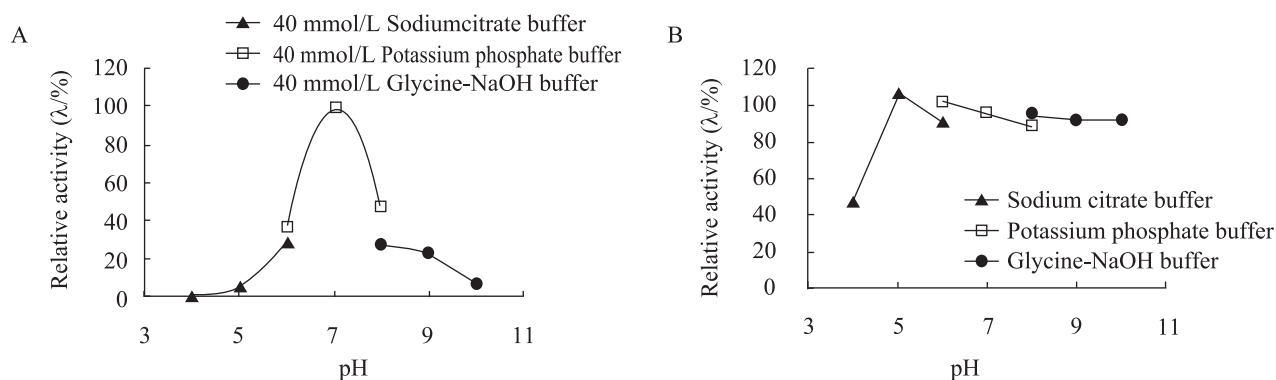 A
40 mmol/L Sodiumcitrate buffer
40 mmol/L Potassium phosphate buffer
40 mmol/L Glycine-NaOH buffer
Relative activity (λ/%)
120
100
80
60
40
20
0
3 5 7 9 11
pH
B
Relative activity (λ/%)
120
100
80
60
40
20
0
Sodium citrate buffer
Potassium phosphate buffer
Glycine-NaOH buffer
3 5 7 9 11
pH